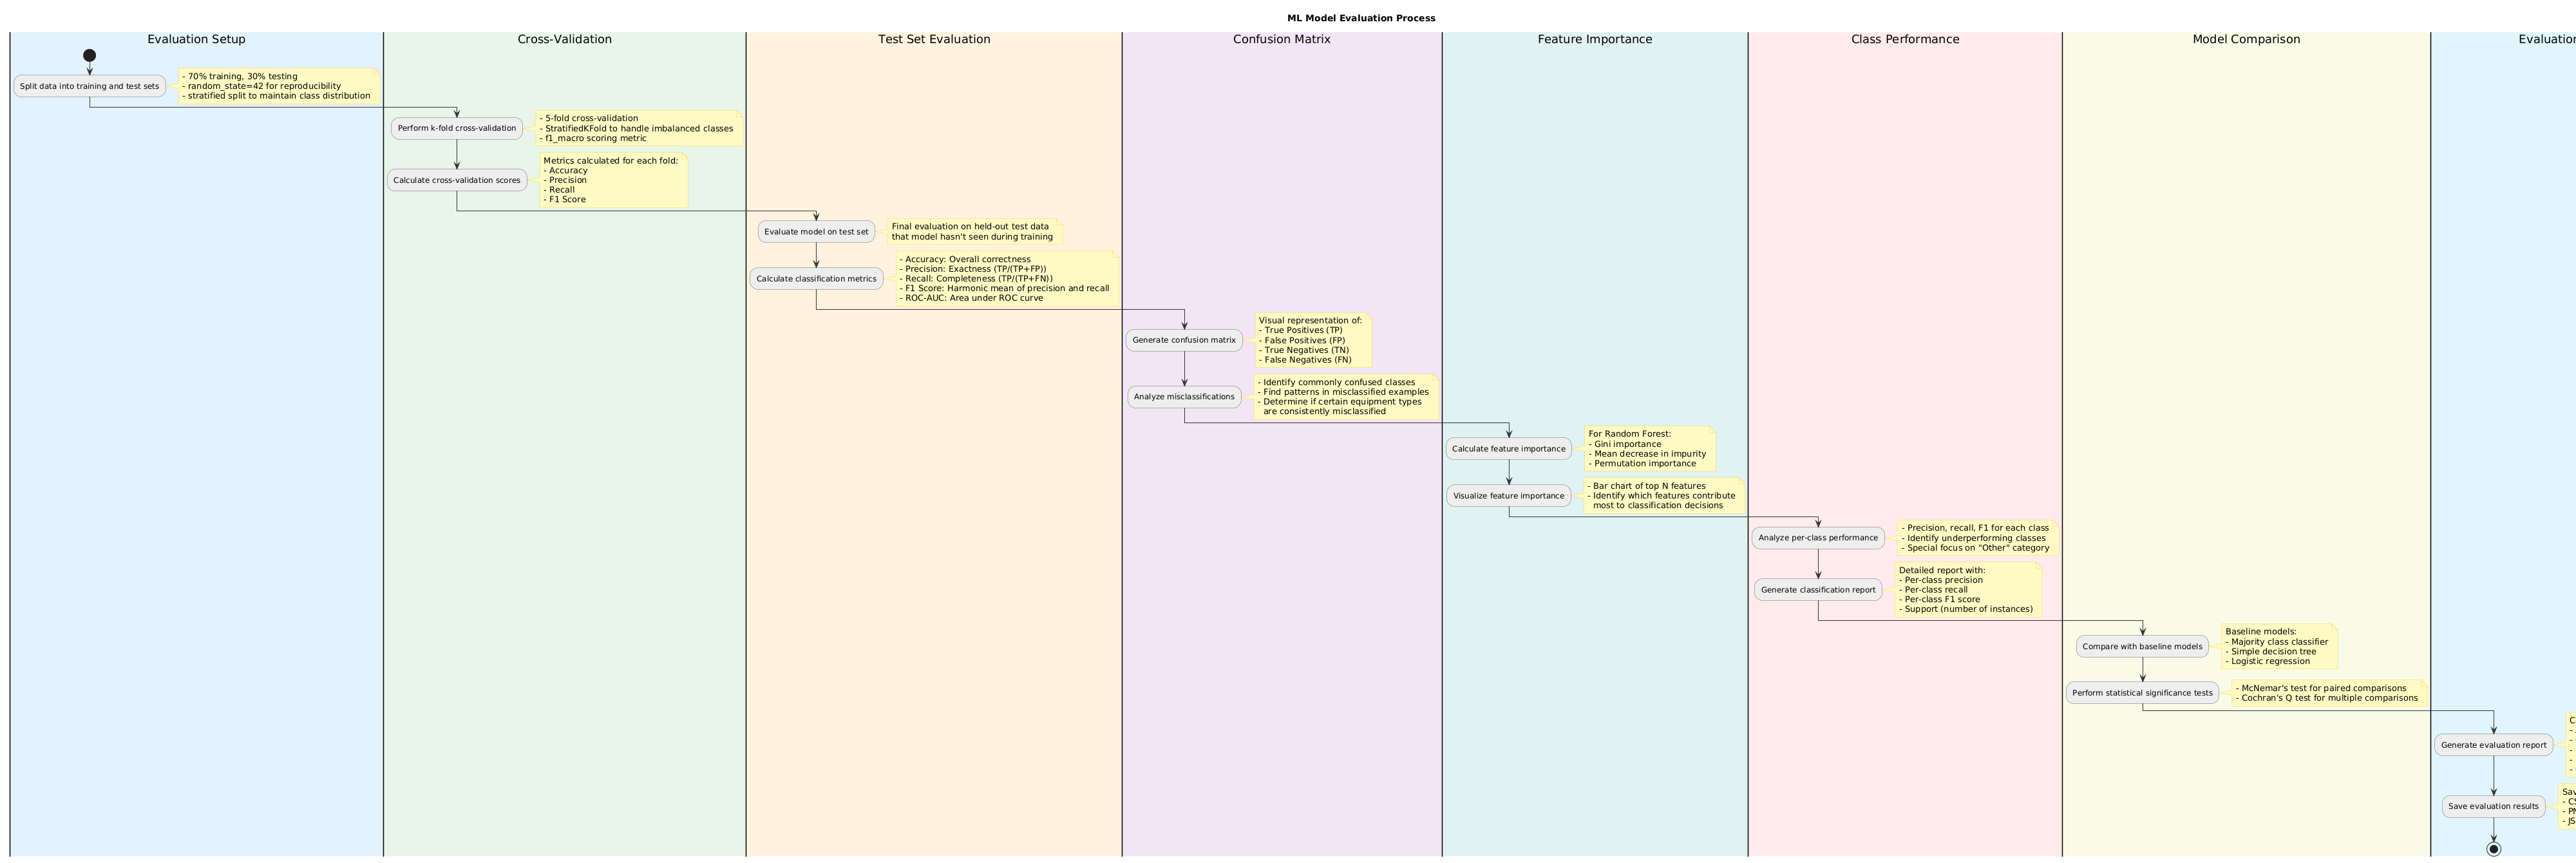 ML Model Evaluation Process
Evaluation Setup
Cross-Validation
Test Set Evaluation
Confusion Matrix
Feature Importance
Class Performance
Model Comparison
Evaluation
Split data into training and test sets
- 70% training, 30% testing
- random_state=42 for reproducibility
- stratified split to maintain class distribution
Perform k-fold cross-validation
- 5-fold cross-validation
- StratifiedKFold to handle imbalanced classes
- f1_macro scoring metric
Calculate cross-validation scores
Metrics calculated for each fold:
- Accuracy
- Precision
- Recall
- F1 Score
Evaluate model on test set
Final evaluation on held-out test data
that model hasn't seen during training
Calculate classification metrics
- Accuracy: Overall correctness
- Precision: Exactness (TP/(TP+FP))
- Recall: Completeness (TP/(TP+FN))
- F1 Score: Harmonic mean of precision and recall
- ROC-AUC: Area under ROC curve
Generate confusion matrix
Visual representation of:
- True Positives (TP)
- False Positives (FP)
- True Negatives (TN)
- False Negatives (FN)
Analyze misclassifications
- Identify commonly confused classes
- Find patterns in misclassified examples
- Determine if certain equipment types
are consistently misclassified
Calculate feature importance
For Random Forest:
- Gini importance
- Mean decrease in impurity
- Permutation importance
Visualize feature importance
- Bar chart of top N features
- Identify which features contribute
most to classification decisions
Analyze per-class performance
- Precision, recall, F1 for each class
- Identify underperforming classes
- Special focus on "Other" category
Generate classification report
Detailed report with:
- Per-class precision
- Per-class recall
- Per-class F1 score
- Support (number of instances)
Compare with baseline models
Baseline models:
- Majority class classifier
- Simple decision tree
- Logistic regression
Perform statistical significance tests
- McNemar's test for paired comparisons
- Cochran's Q test for multiple comparisons
Generate evaluation report
Save evaluation results